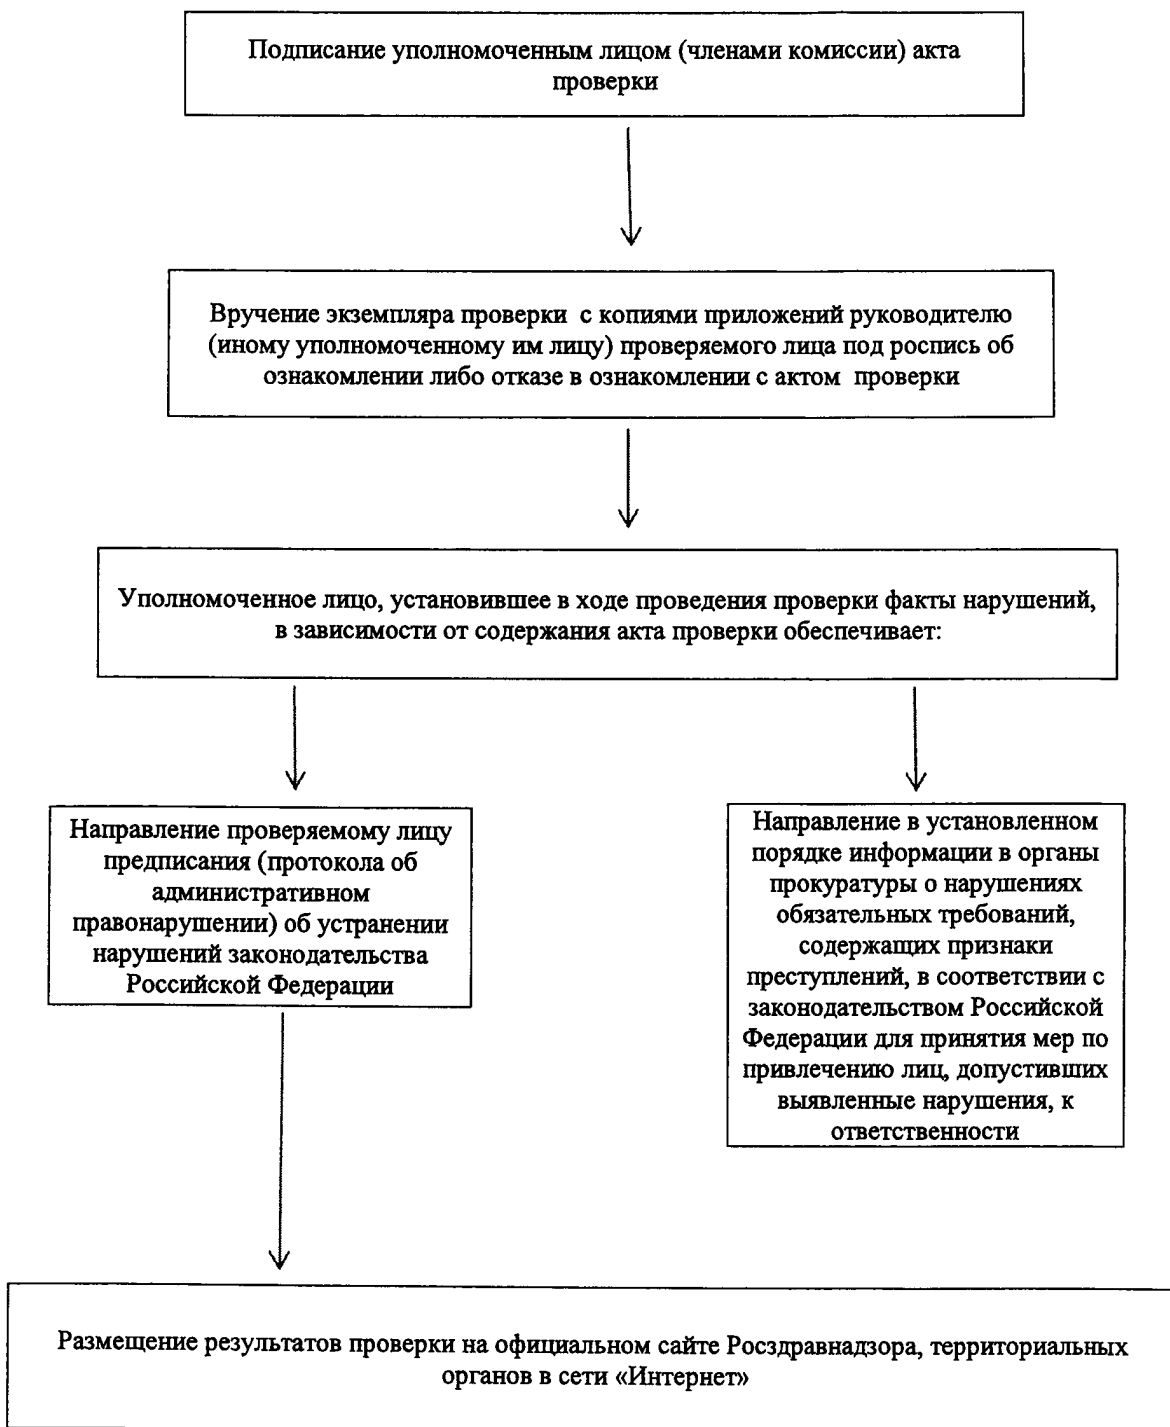 Подписание уполномоченным лицом (членами комиссии) акта
проверки
Вручение экземпляра проверки с копиями приложений руководителю
(иному уполномоченному им лицу) проверяемого лица под роспись об
ознакомлении либо отказе в ознакомлении с актом проверки
Уполномоченное лицо, установившее в ходе проведения проверки факты нарушений,
в зависимости от содержания акта проверки обеспечивает:
Направление проверяемому лицу
предписания (протокола об
административном
правонарушении) об устранении
нарушений законодательства
Российской Федерации
Направление в установленном
порядке информации в органы
прокуратуры о нарушениях
обязательных требований,
содержащих признаки
преступлений, в соответствии с
законодательством Российской
Федерации для принятия мер по
привлечению лиц, допустивших
выявленные нарушения, к
ответственности
Размещение результатов проверки на официальном сайте Росздравнадзора, территориальных
органов в сети «Интернет»